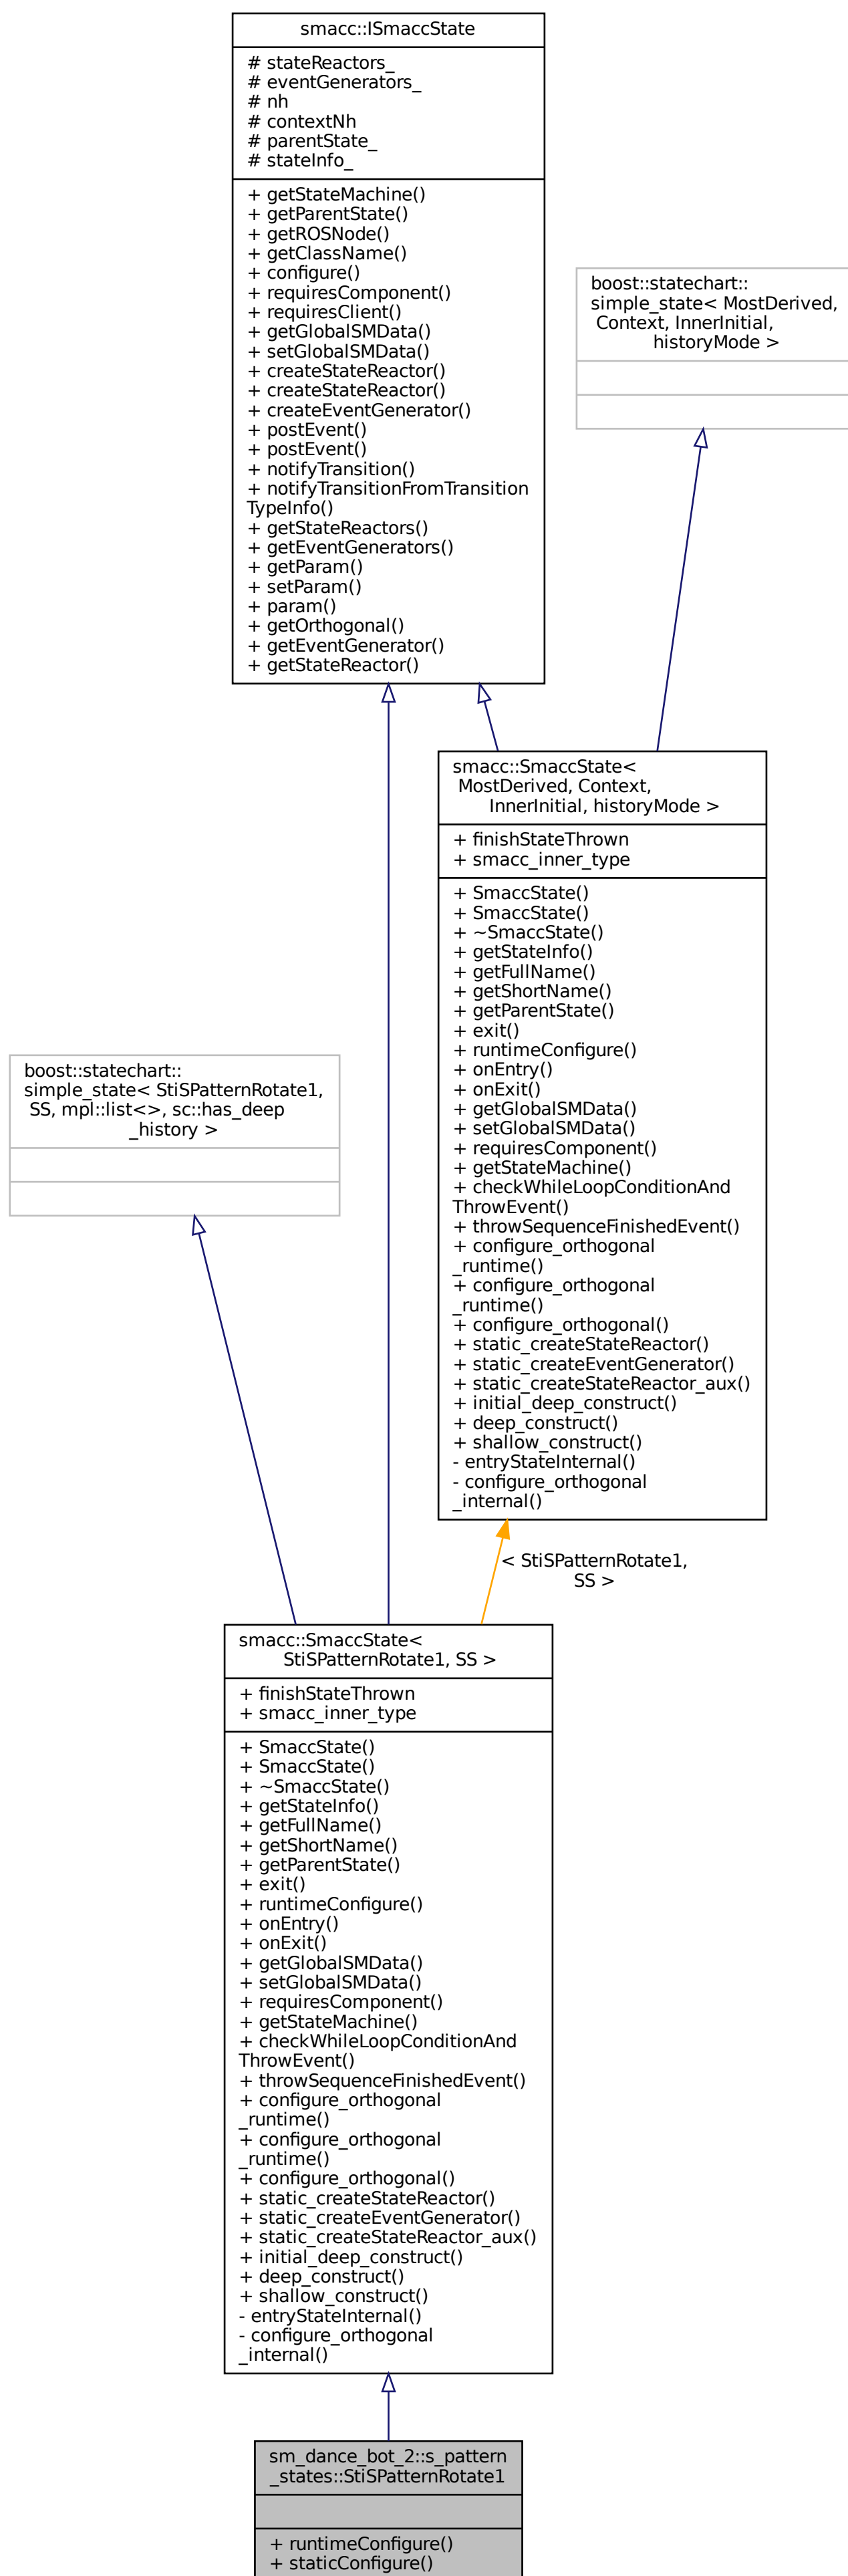 smacc::ISmaccState
# stateReactors_
# eventGenerators_
# nh
# contextNh
# parentState_
# stateInfo_
+ getStateMachine()
+ getParentState()
+ getROSNode()
+ getClassName()
+ configure()
+ requiresComponent()
+ requiresClient()
+ getGlobalSMData()
+ setGlobalSMData()
+ createStateReactor()
+ createStateReactor()
+ createEventGenerator()
+ postEvent()
+ postEvent()
+ notifyTransition()
+ notifyTransitionFromTransition
TypeInfo()
+ getStateReactors()
+ getEventGenerators()
+ getParam()
+ setParam()
+ param()
+ getOrthogonal()
+ getEventGenerator()
+ getStateReactor()
boost::statechart::
simple_state< MostDerived,
Context, InnerInitial,
historyMode >
smacc::SmaccState<
MostDerived, Context,
InnerInitial, historyMode >
+ finishStateThrown
+ smacc_inner_type
+ SmaccState()
+ SmaccState()
+ ~SmaccState()
+ getStateInfo()
+ getFullName()
+ getShortName()
+ getParentState()
+ exit()
+ runtimeConfigure()
+ onEntry()
+ onExit()
+ getGlobalSMData()
+ setGlobalSMData()
+ requiresComponent()
+ getStateMachine()
+ checkWhileLoopConditionAnd
ThrowEvent()
+ throwSequenceFinishedEvent()
+ configure_orthogonal
_runtime()
+ configure_orthogonal
_runtime()
+ configure_orthogonal()
+ static_createStateReactor()
+ static_createEventGenerator()
+ static_createStateReactor_aux()
+ initial_deep_construct()
+ deep_construct()
+ shallow_construct()
- entryStateInternal()
- configure_orthogonal
_internal()
boost::statechart::
simple_state< StiSPatternRotate1,
SS, mpl::list<>, sc::has_deep
_history >
< StiSPatternRotate1,
SS >
smacc::SmaccState<
StiSPatternRotate1, SS >
+ finishStateThrown
+ smacc_inner_type
+ SmaccState()
+ SmaccState()
+ ~SmaccState()
+ getStateInfo()
+ getFullName()
+ getShortName()
+ getParentState()
+ exit()
+ runtimeConfigure()
+ onEntry()
+ onExit()
+ getGlobalSMData()
+ setGlobalSMData()
+ requiresComponent()
+ getStateMachine()
+ checkWhileLoopConditionAnd
ThrowEvent()
+ throwSequenceFinishedEvent()
+ configure_orthogonal
_runtime()
+ configure_orthogonal
_runtime()
+ configure_orthogonal()
+ static_createStateReactor()
+ static_createEventGenerator()
+ static_createStateReactor_aux()
+ initial_deep_construct()
+ deep_construct()
+ shallow_construct()
- entryStateInternal()
- configure_orthogonal
_internal()
sm_dance_bot_2::s_pattern
_states::StiSPatternRotate1
+ runtimeConfigure()
+ staticConfigure()